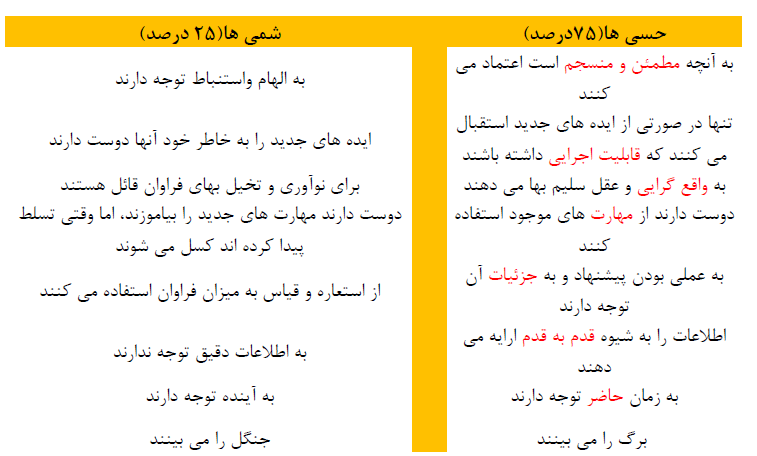 حسی ها(۷۵درصد)
شمی ها(۲۵ درصد)
به آنچه مطمئن و منسجم است اعتماد می
کنند
به الهام واستنباط توجه دارند
تنها در صورتی از ایده های جدید استقبال
می کنند که قابلیت اجرایی داشته باشند
ایده های جدید را به خاطر خود آنها دوست دارند
به واقع گرایی و عقل سلیم بها می دهند
برای نوآوری و تخیل بهای فراوان قائل هستند
دوست دارند از مهارت های موجود استفاده
کنند
دوست دارند مهارت های جدید را بیاموزند، اما وقتی تسلط
پیدا کرده اند کسل می شوند
به عملی بودن پیشنهاد و به جزئیات آن
توجه دارند
از استعاره و قیاس به میزان فراوان استفاده می کنند
اطلاعات را به شیوه قدم به قدم ارایه می
دهند
به اطلاعات دقیق توجه ندارند
به زمان حاضر توجه دارند
به آینده توجه دارند
برگ را می بینند
جنگل را می بینند